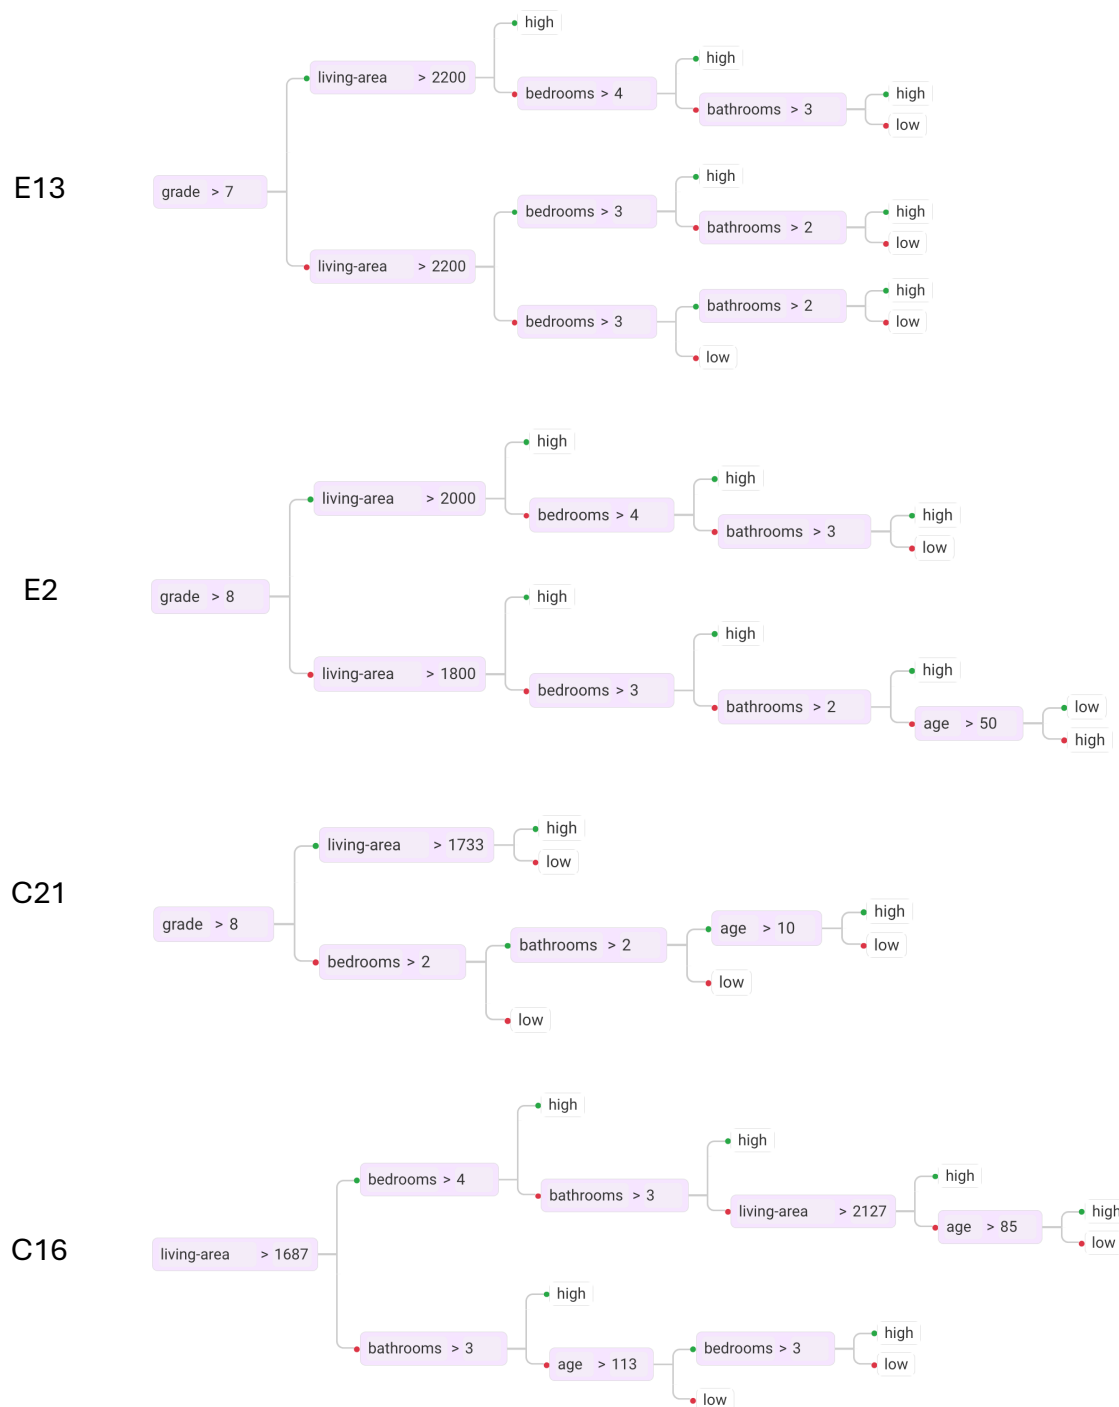 high
living-area > 2200
high
bedrooms > 4
high
bathrooms > 3
low
E13
grade > 7
high
bedrooms > 3
high
bathrooms > 2
low
living-area > 2200
high
bathrooms > 2
bedrooms > 3
low
low
high
high
living-area > 2000
bedrooms > 4
high
bathrooms > 3
low
E2
grade > 8
high
high
living-area > 1800
bedrooms > 3
high
bathrooms > 2
low
age > 50
high
high
living-area > 1733
low
C21
grade > 8
high
age > 10
bathrooms > 2
low
bedrooms > 2
low
low
high
high
bedrooms > 4
high
bathrooms > 3
living-area > 2127
high
age > 85
low
C16
living-area > 1687
high
bathrooms > 3
high
bedrooms > 3
age > 113
low
low